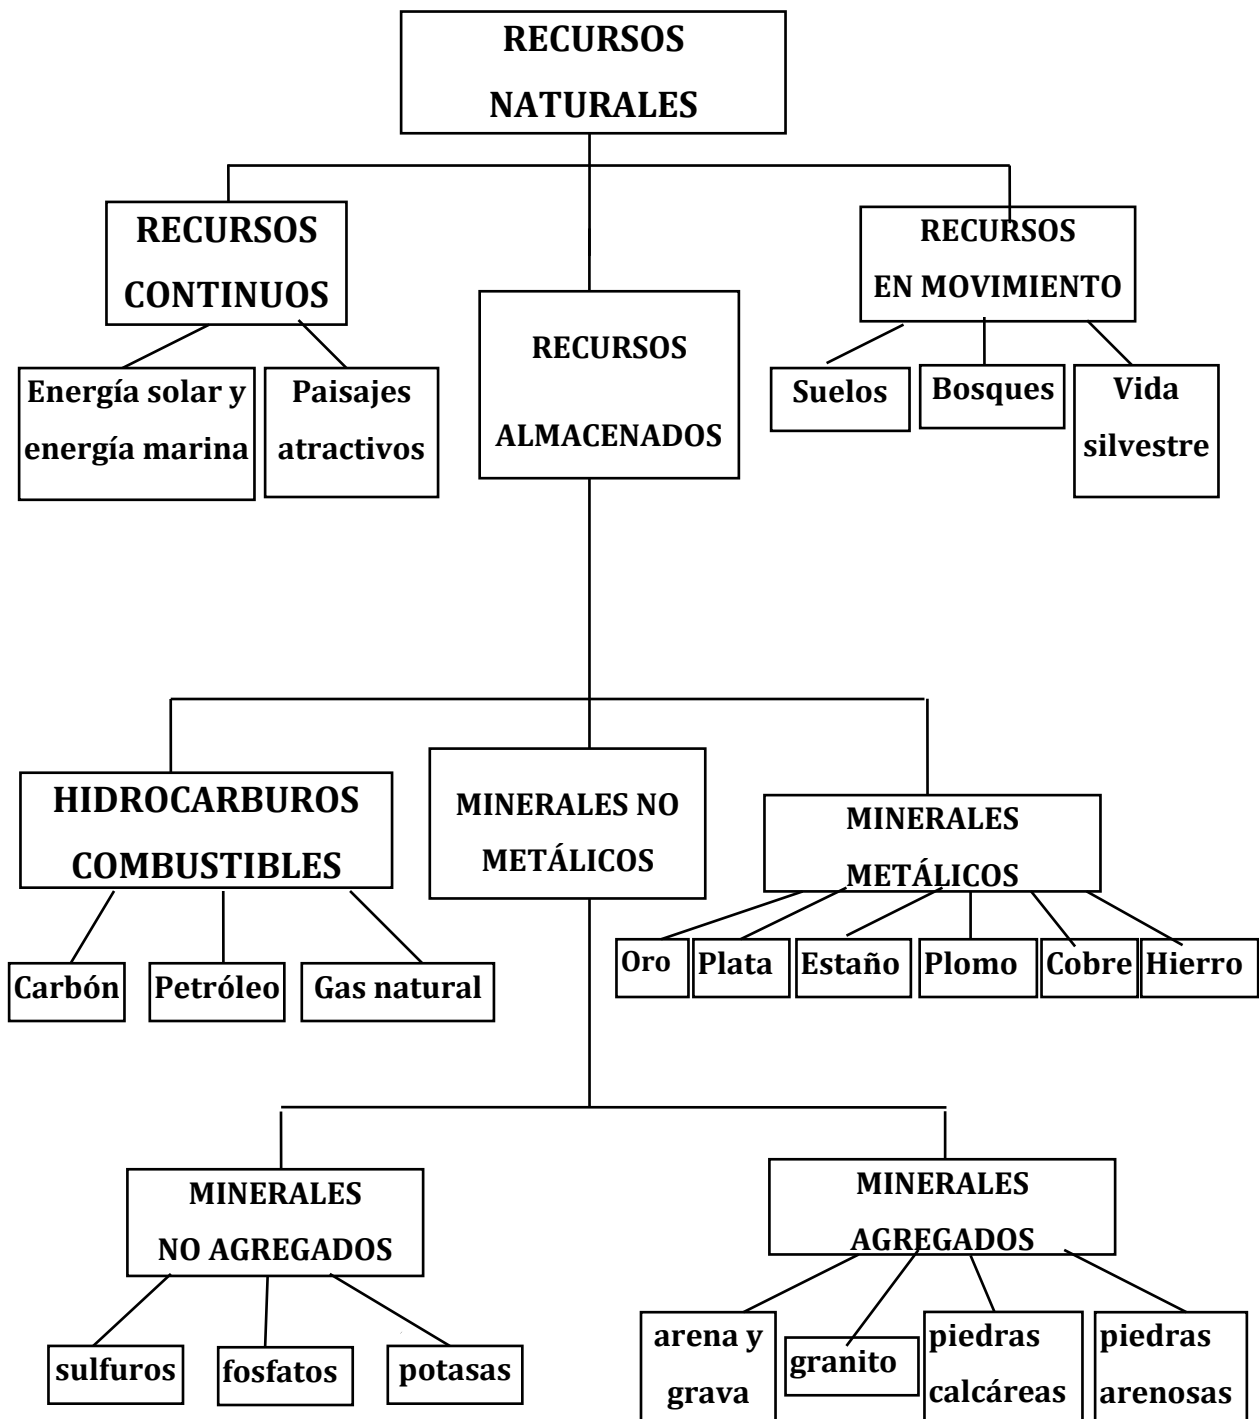 RECURSOS
NATURALES
RECURSOS
CONTINUOS
RECURSOS
EN MOVIMIENTO
RECURSOS
ALMACENADOS
Energía solar y
energía marina
Paisajes
atractivos
Suelos
Bosques
Vida
silvestre
HIDROCARBUROS
COMBUSTIBLES
MINERALES NO
METÁLICOS
MINERALES
METÁLICOS
Carbón
Petróleo
Gas natural
Oro
Plata
Estaño
Plomo
Cobre
Hierro
MINERALES
NO AGREGADOS
MINERALES
AGREGADOS
sulfuros
fosfatos
potasas
arena y
grava
granito
piedras
calcáreas
piedras
arenosas